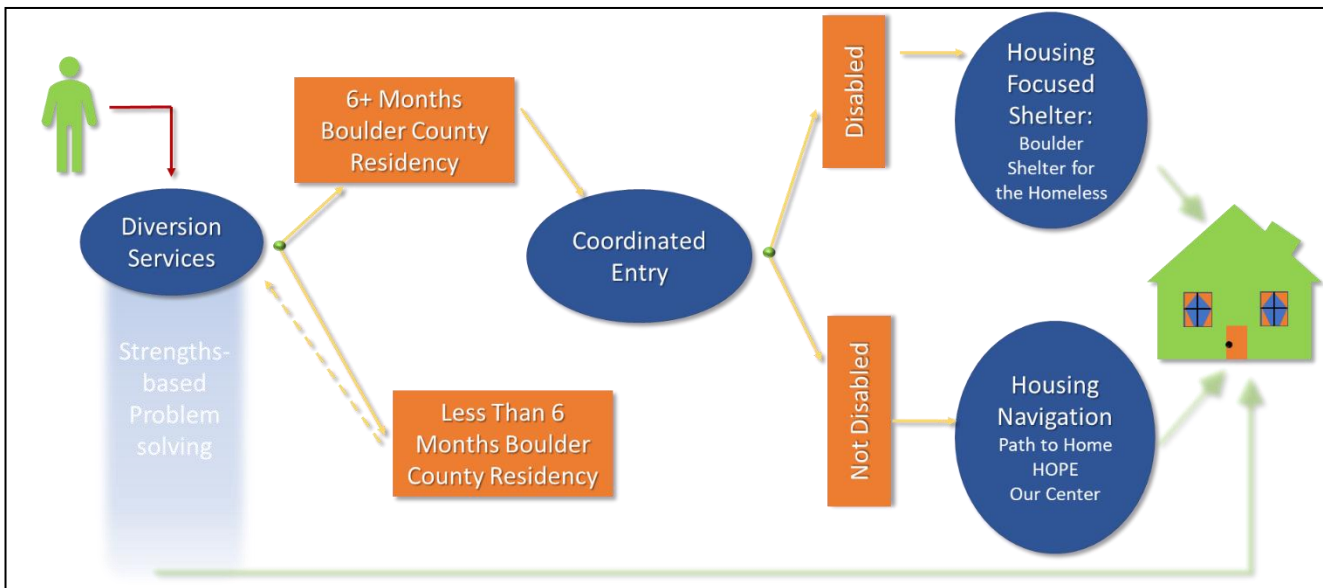 Diversion
Services
Strengths-
based
Problem
solving
6+ Months
Boulder County
Residency
Less Than 6
Months Boulder
County Residency
Coordinated
Entry
Disabled
Not Disabled
Housing
Focused
Shelter:
Boulder
Shelter for
the Homeless
Housing
Navigation
Path to Home
HOPE
Our Center